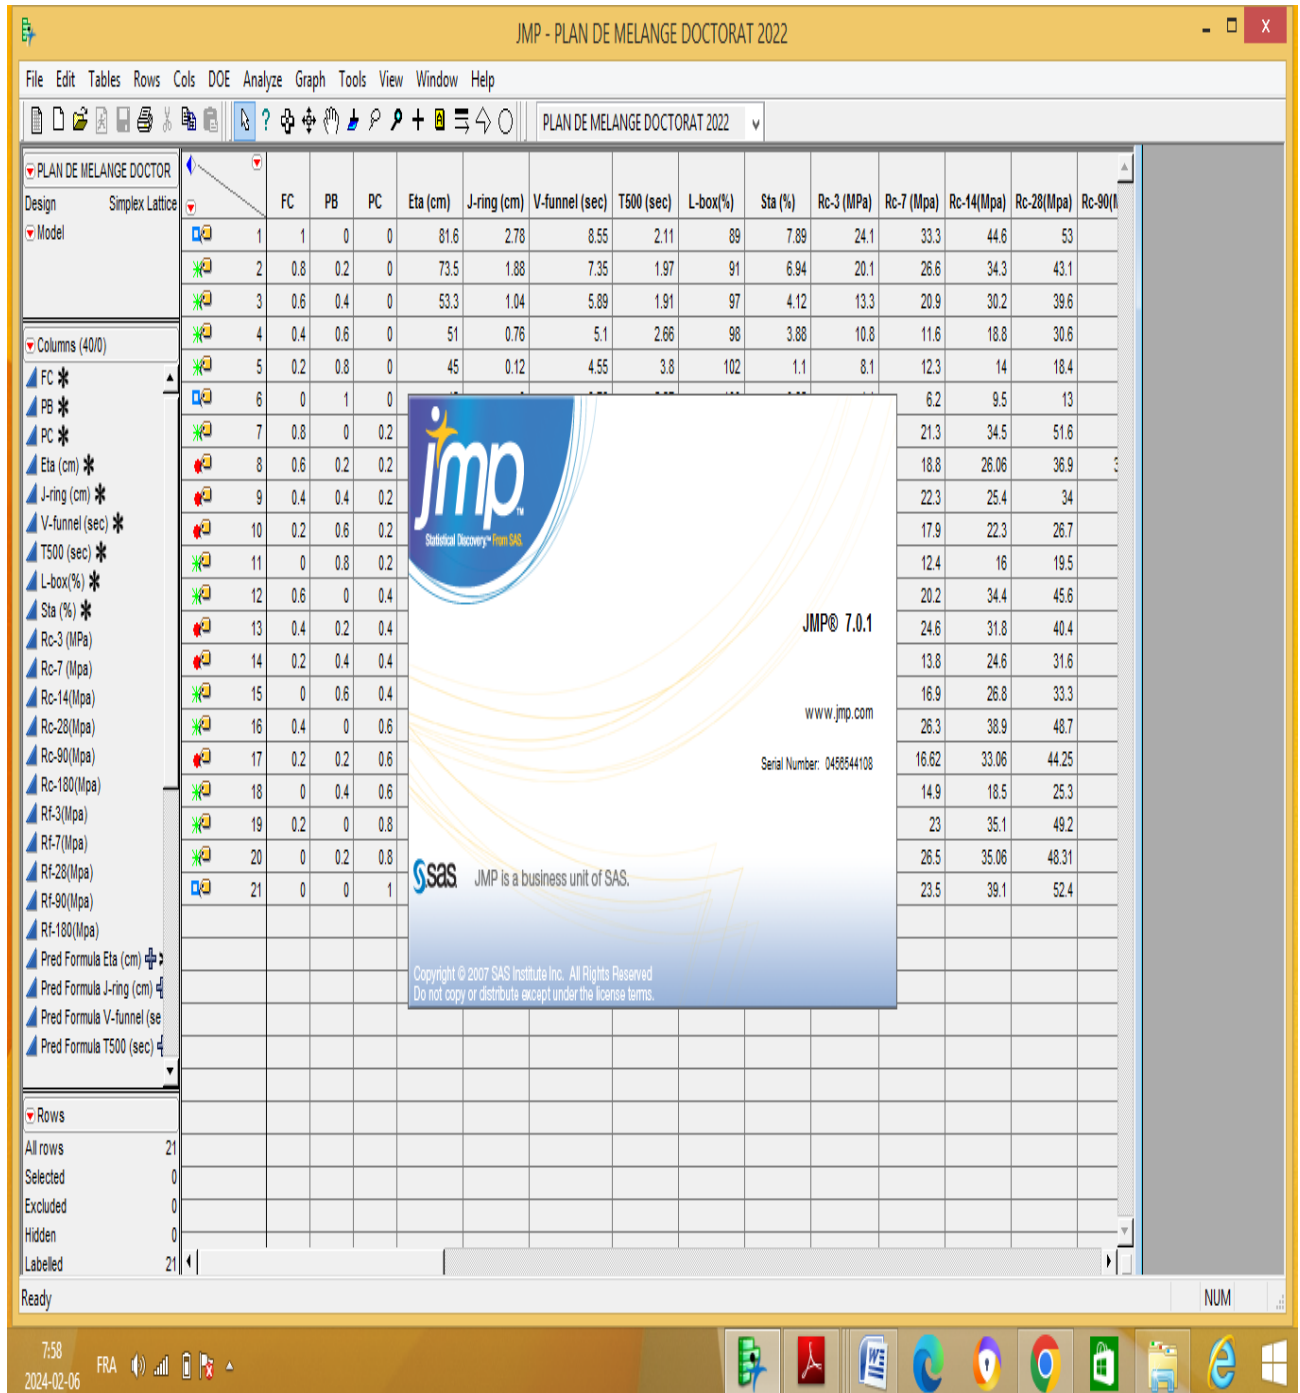 JMP - PLAN DE MELANGE DOCTORAT 2022
File Edit Tables Rows Cols DOE Analyze Graph Tools View Window Help
PLAN DE MELANGE DOCTORAT 2022
PLAN DE MELANGE DOCTOR
Design Simplex Lattice
Model
Columns (40/0)
FC
PB
PC
Eta (cm)
J-ring (cm)
V-funnel (sec)
T500 (sec)
L-box(%)
Sta (%)
Rc-3 (MPa)
Rc-7 (Mpa)
Rc-14(Mpa)
Rc-28(Mpa)
Rc-90(Mpa)
Rc-180(Mpa)
Rf-3(Mpa)
Rf-7(Mpa)
Rf-28(Mpa)
Rf-90(Mpa)
Rf-180(Mpa)
Pred Formula Eta (cm)
Pred Formula J-ring (cm)
Pred Formula V-funnel (se
Pred Formula T500 (sec)
Rows
All rows 21
Selected 0
Excluded 0
Hidden 0
Labelled 21
FC PB PC Eta (cm) J-ring (cm) V-funnel (sec) T500 (sec) L-box(%) Sta (%) Rc-3 (MPa) Rc-7 (Mpa) Rc-14(Mpa) Rc-28(Mpa) Rc-90(M
1 1 0 0 81.6 2.78 8.55 2.11 89 7.89 24.1 33.3 44.6 53
2 0.8 0.2 0 73.5 1.88 7.35 1.97 91 6.94 20.1 26.6 34.3 43.1
3 0.6 0.4 0 53.3 1.04 5.89 1.91 97 4.12 13.3 20.9 30.2 39.6
4 0.4 0.6 0 51 0.76 5.1 2.66 98 3.88 10.8 11.6 18.8 30.6
5 0.2 0.8 0 45 0.12 4.55 3.8 102 1.1 8.1 12.3 14 18.4
6 0 1 0 6.2 9.5 13
7 0.8 0 0.2 21.3 34.5 51.6
8 0.6 0.2 0.2 18.8 26.06 36.9 3
9 0.4 0.4 0.2 22.3 25.4 34
10 0.2 0.6 0.2 17.9 22.3 26.7
11 0 0.8 0.2 12.4 16 19.5
12 0.6 0 0.4 20.2 34.4 45.6
13 0.4 0.2 0.4 24.6 31.8 40.4
14 0.2 0.4 0.4 13.8 24.6 31.6
15 0 0.6 0.4 16.9 26.8 33.3
16 0.4 0 0.6 26.3 38.9 48.7
17 0.2 0.2 0.6 16.62 33.06 44.25
18 0 0.4 0.6 14.9 18.5 25.3
19 0.2 0 0.8 23 35.1 49.2
20 0 0.2 0.8 26.5 35.06 48.31
21 0 0 1 23.5 39.1 52.4
jmp
Statistical Discovery.™ From SAS.
JMP® 7.0.1
www.jmp.com
Serial Number: 0456544108
sas JMP is a business unit of SAS.
Copyright © 2007 SAS Institute Inc. All Rights Reserved
Do not copy or distribute except under the license terms.
Ready NUM
7:58
FRA
2024-02-06